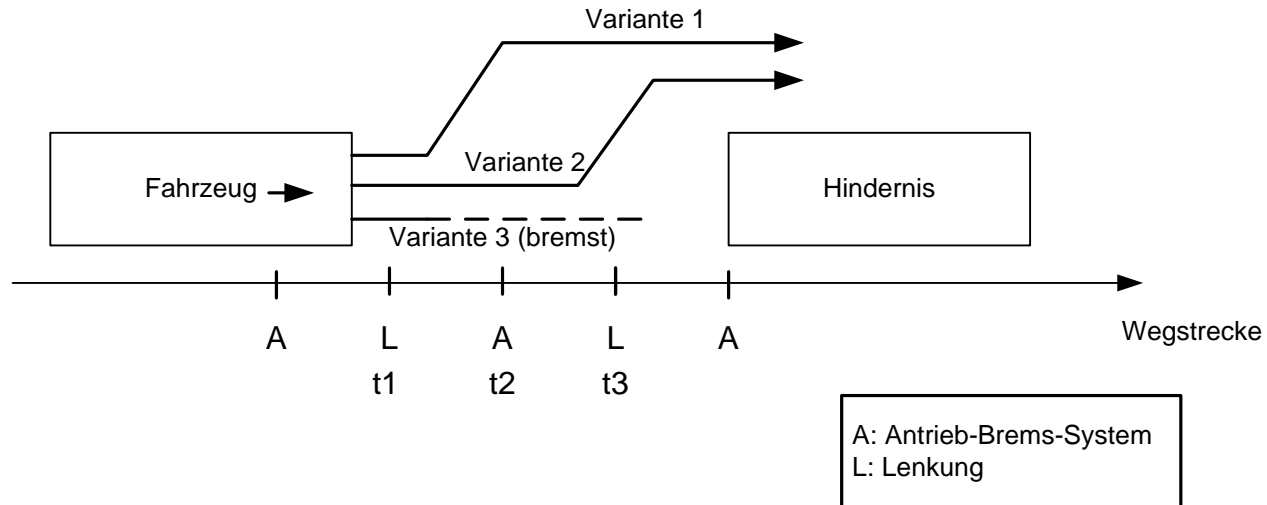 Variante 1
Variante 2
Fahrzeug
Hindernis
Variante 3 (bremst)
A L A L A
Wegstrecke
t1 t2 t3
A: Antrieb-Brems-System
L: Lenkung